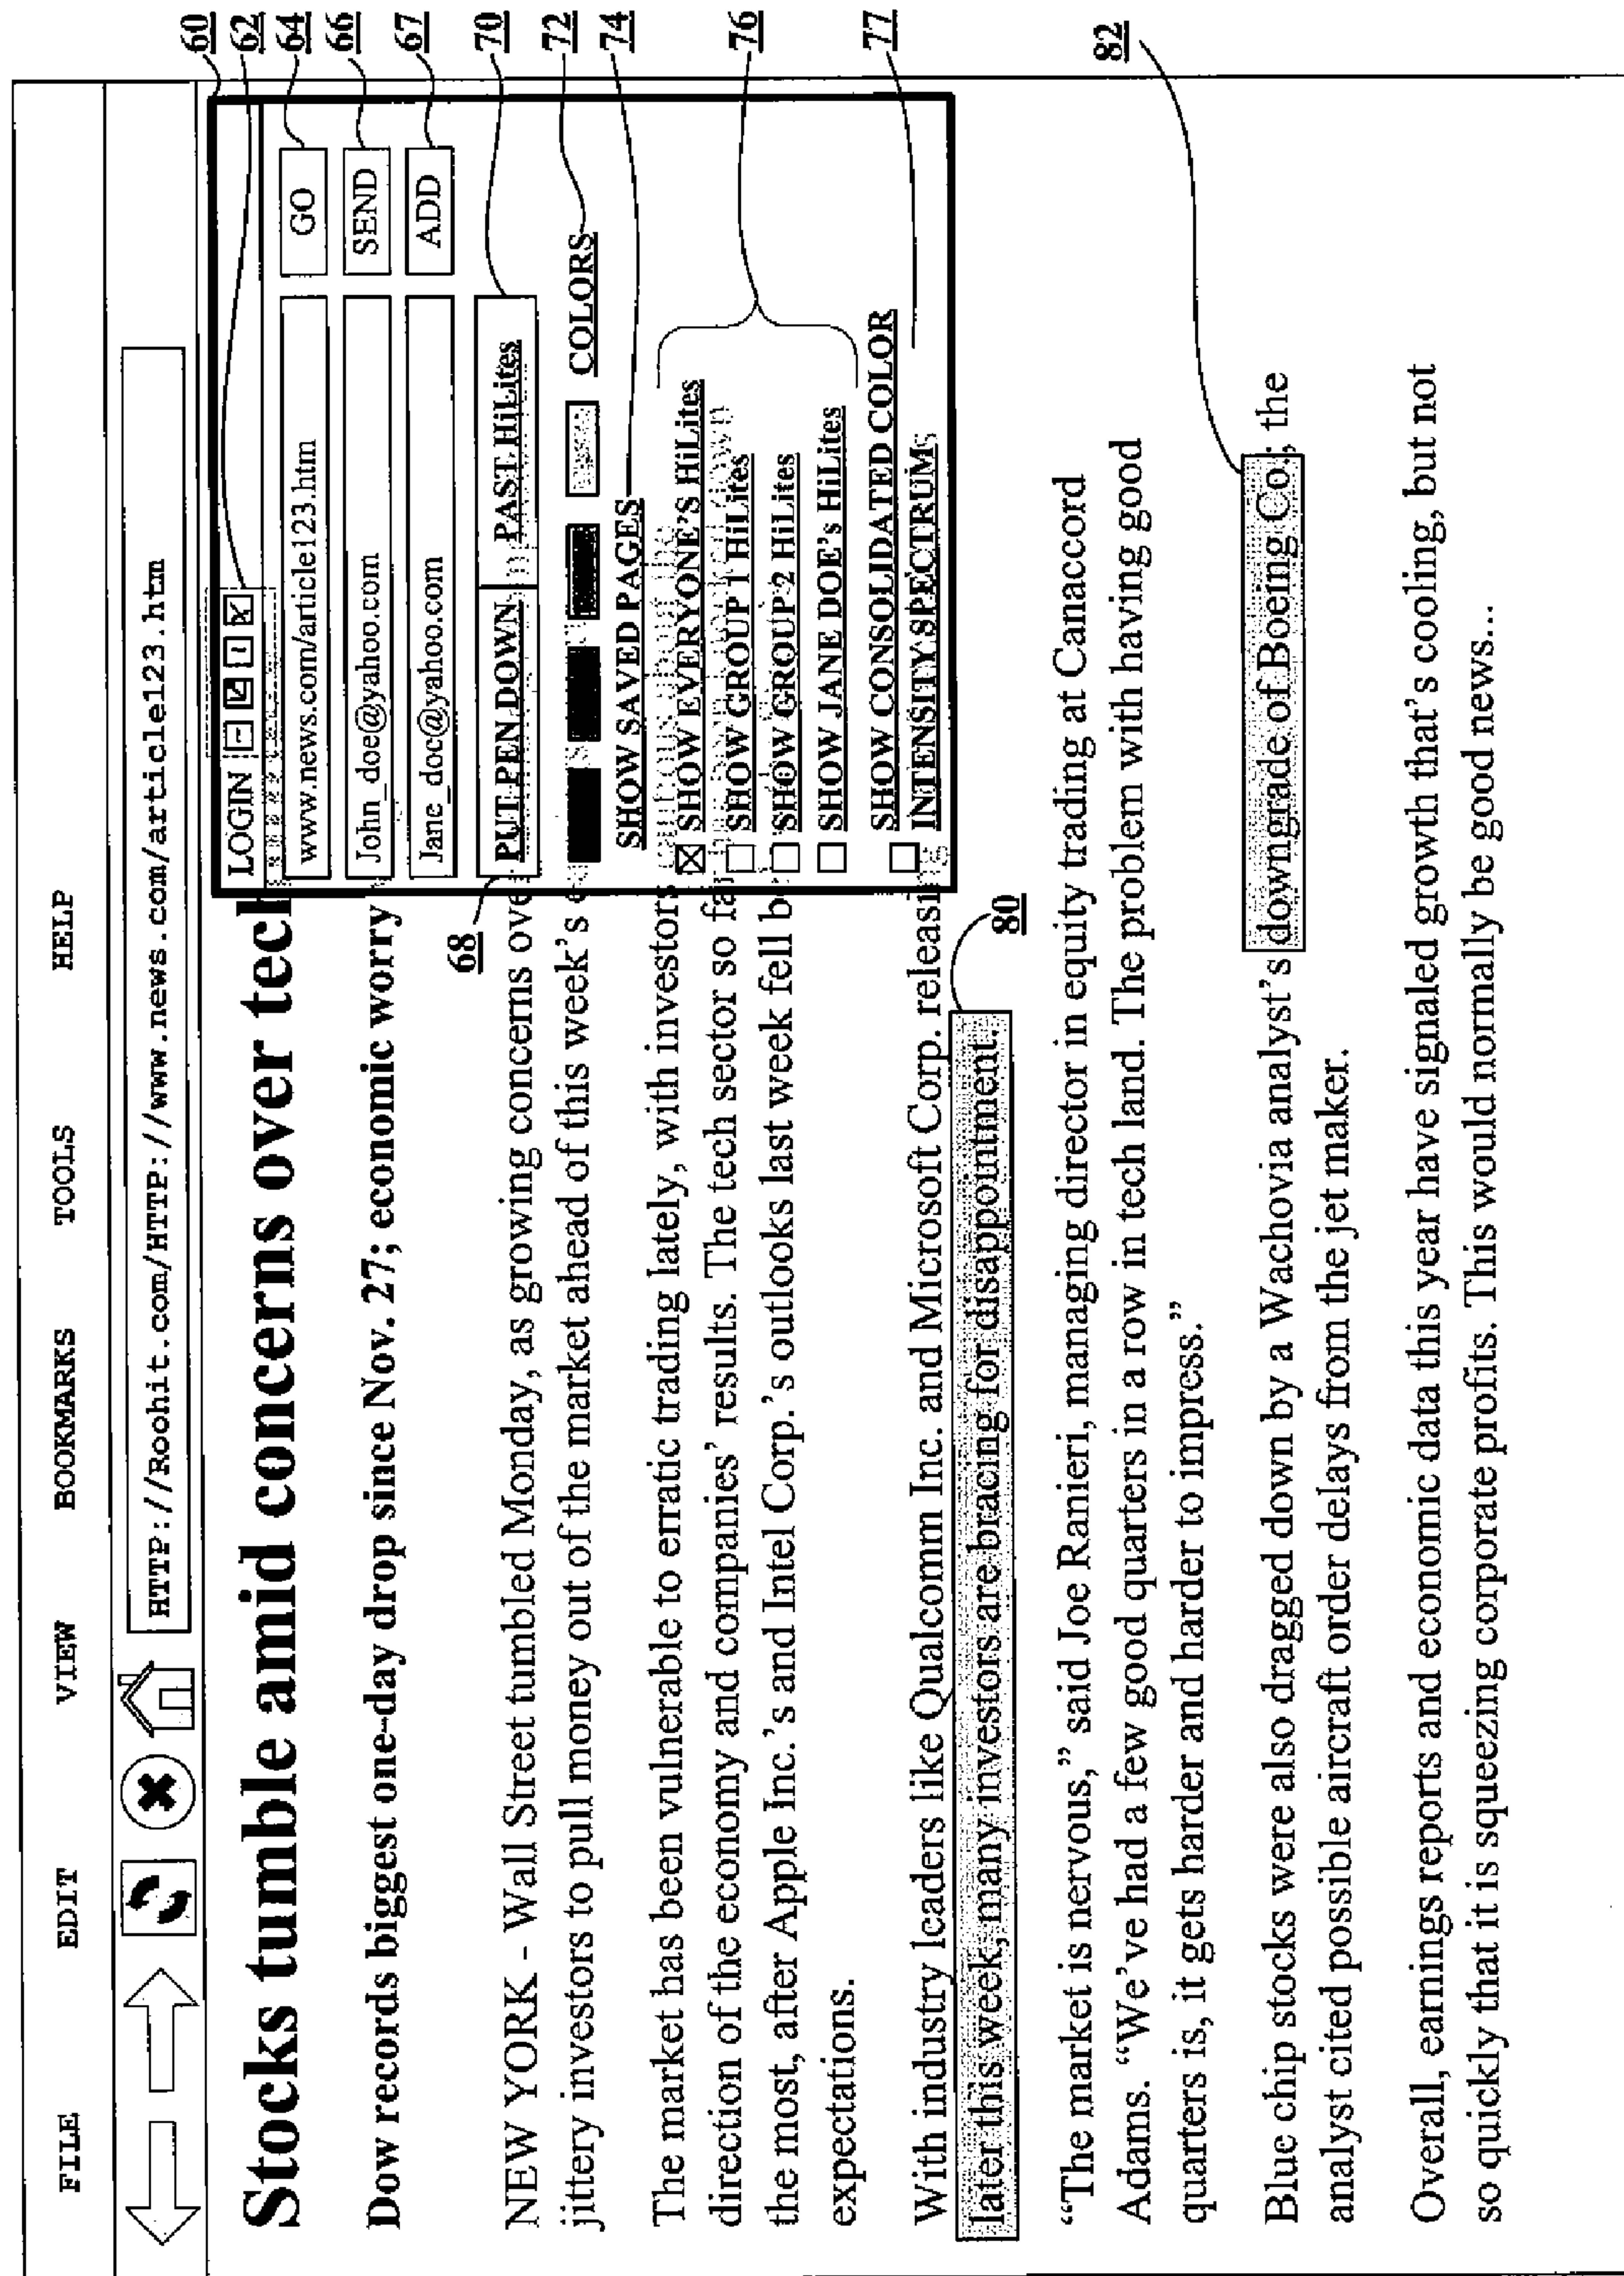 FILE EDIT VIEW BOOKMARKS TOOLS HELP
HTTP://Roohit.com/HTTP://www.news.com/article123.htm
Stocks tumble amid concerns over tech
Dow records biggest one-day drop since Nov. 27; economic worry
NEW YORK - Wall Street tumbled Monday, as growing concerns ove
jittery investors to pull money out of the market ahead of this week's e
The market has been vulnerable to erratic trading lately, with investors
direction of the economy and companies' results. The tech sector so fa
the most, after Apple Inc.'s and Intel Corp.'s outlooks last week fell b
expectations.
With industry leaders like Qualcomm Inc. and Microsoft Corp. releasi
later this week, many investors are bracing for disappointment.
“The market is nervous,” said Joe Ranieri, managing director in equity trading at Canaccord
Adams. “We’ve had a few good quarters in a row in tech land. The problem with having good
quarters is, it gets harder and harder to impress.”
Blue chip stocks were also dragged down by a Wachovia analyst's downgrade of Boeing Co.; the
analyst cited possible aircraft order delays from the jet maker.
Overall, earnings reports and economic data this year have signaled growth that's cooling, but not
so quickly that it is squeezing corporate profits. This would normally be good news...
LOGIN
www.news.com/article123.htm GO
John_doe@yahoo.com SEND
Jane_doe@yahoo.com ADD
PUT PEN DOWN PAST HiLites
COLORS
SHOW SAVED PAGES
SHOW EVERYONE'S HiLites
SHOW GROUP 1 HiLites
SHOW GROUP 2 HiLites
SHOW JANE DOE's HiLites
SHOW CONSOLIDATED COLOR
INTENSITY SPECTRUM
60
62
64
66
67
68
70
72
74
76
77
80
82